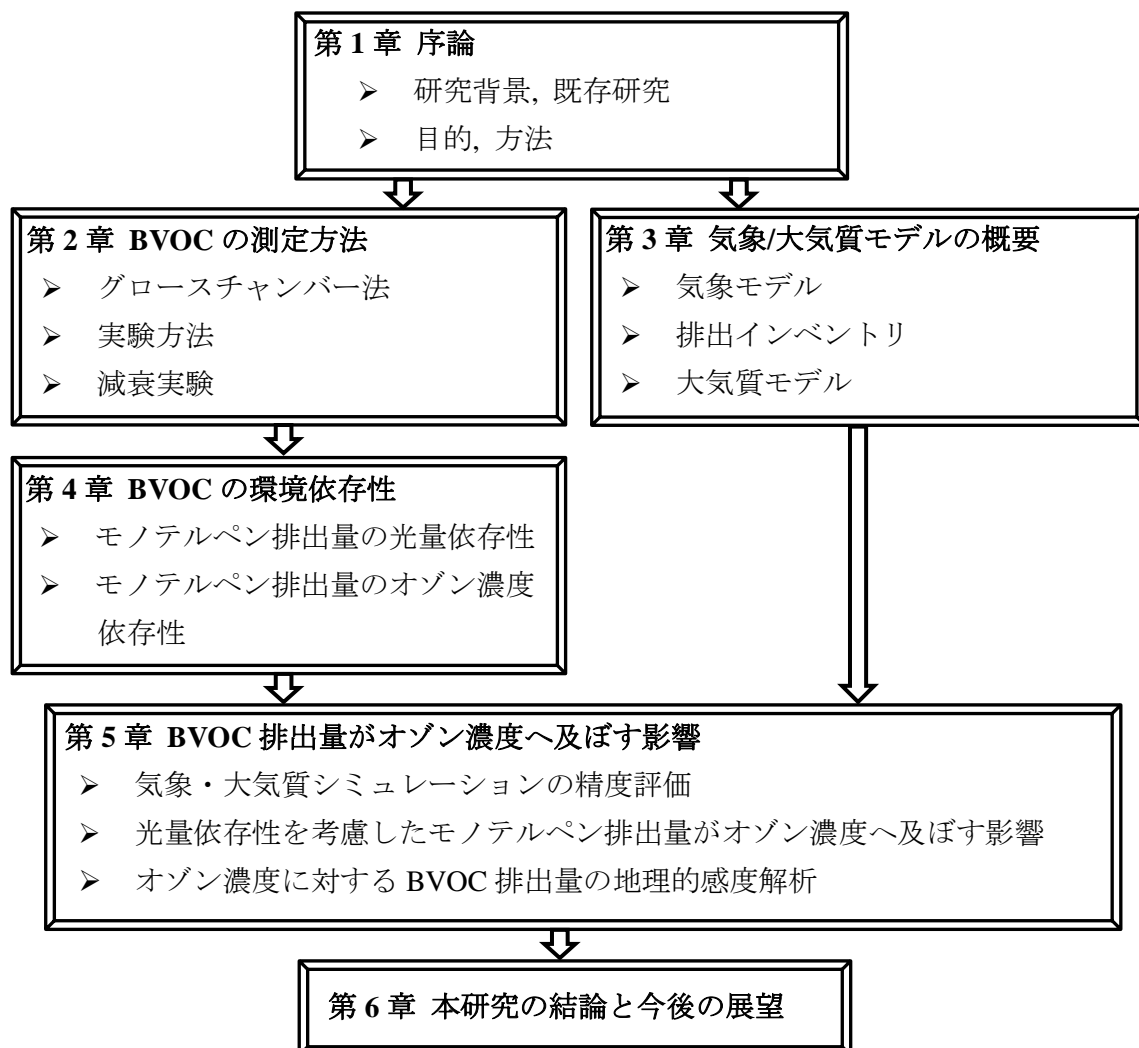 第 1 章 序論
➢ 研究背景, 既存研究
➢ 目的, 方法
第 2 章 BVOC の測定方法
➢ グロースチャンバー法
➢ 実験方法
➢ 減衰実験
第 3 章 気象/大気質モデルの概要
➢ 気象モデル
➢ 排出インベントリ
➢ 大気質モデル
第 4 章 BVOC の環境依存性
➢ モノテルペン排出量の光量依存性
➢ モノテルペン排出量のオゾン濃度
依存性
第 5 章 BVOC 排出量がオゾン濃度へ及ぼす影響
➢ 気象・大気質シミュレーションの精度評価
➢ 光量依存性を考慮したモノテルペン排出量がオゾン濃度へ及ぼす影響
➢ オゾン濃度に対する BVOC 排出量の地理的感度解析
第 6 章 本研究の結論と今後の展望